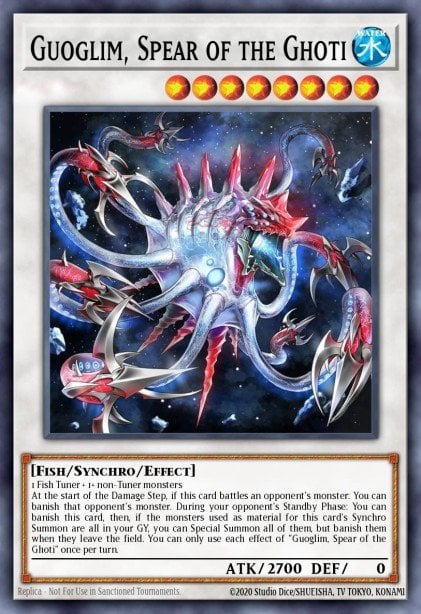 GUOGLIM, SPEAR OF THE GHOTI
WATER
水
[FISH/SYNCHRO/EFFECT]
1 Fish Tuner + 1+ non-Tuner monsters
At the start of the Damage Step, if this card battles an opponent's monster: You can
banish that opponent's monster. During your opponent's Standby Phase: You can
banish this card, then, if the monsters used as material for this card's Synchro
Summon are all in your GY, you can Special Summon all of them, but banish them
when they leave the field. You can only use each effect of "Guoglim, Spear of the
Ghoti" once per turn.
ATK/ 2700 DEF/ 0
Replica - Not For Use in Sanctioned Tournaments.
©2020 Studio Dice/SHUEISHA, TV TOKYO, KONAMI